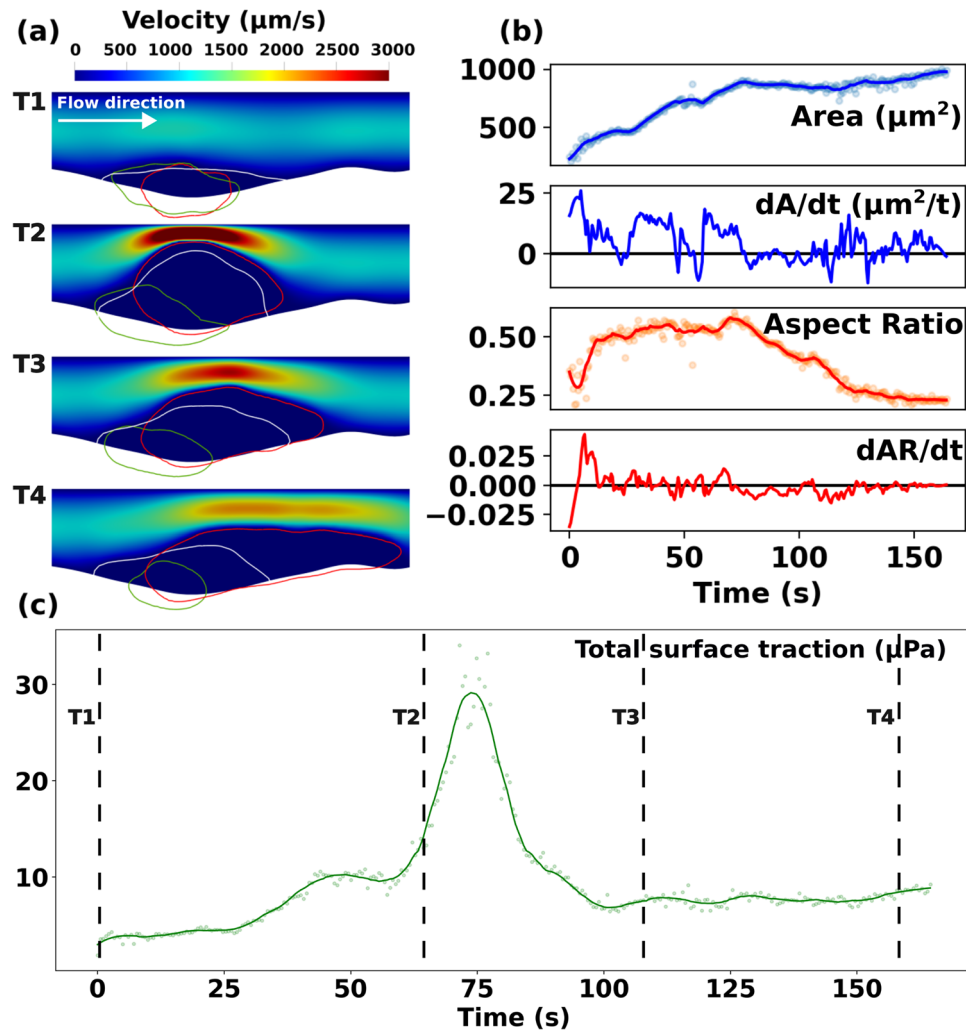 (a)
Velocity (μm/s)
0 500 1000 1500 2000 2500 3000
T1
Flow direction
T2
T3
T4
(b)
1000
500
Area (μm²)
25
0
dA/dt (μm²/t)
0.50
0.25
Aspect Ratio
0.025
0.000
−0.025
dAR/dt
0 50 100 150
Time (s)
(c)
Total surface traction (μPa)
30
20
10
T1 T2 T3 T4
0 25 50 75 100 125 150
Time (s)